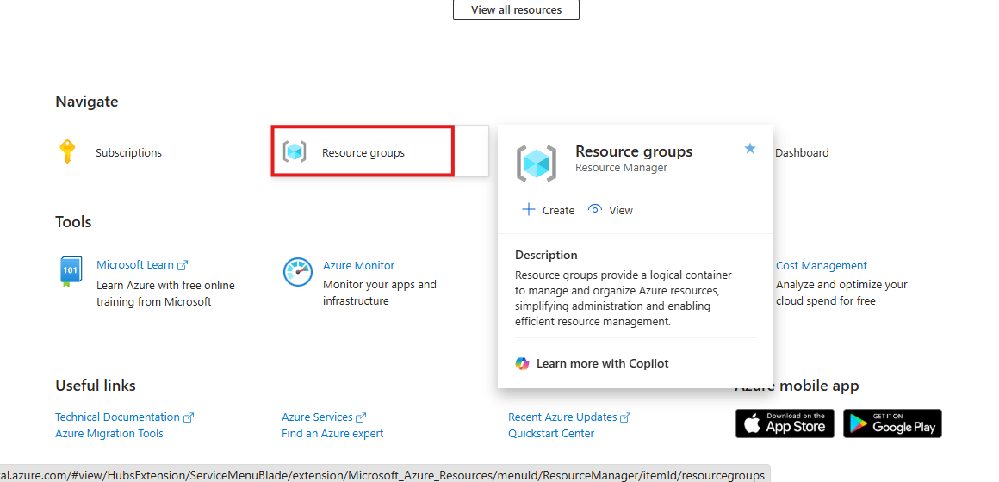 View all resources
Navigate
Subscriptions
Resource groups
Resource groups
Resource Manager
Create
View
Dashboard
Description
Resource groups provide a logical container
to manage and organize Azure resources,
simplifying administration and enabling
efficient resource management.
Learn more with Copilot
Tools
101
Microsoft Learn
Learn Azure with free online
training from Microsoft
Azure Monitor
Monitor your apps and
infrastructure
Cost Management
Analyze and optimize your
cloud spend for free
Useful links
Technical Documentation
Azure Migration Tools
Azure Services
Find an Azure expert
Recent Azure Updates
Quickstart Center
Azure mobile app
Download on the
App Store
GET IT ON
Google Play
al.azure.com/#view/HubsExtension/ServiceMenuBlade/extension/Microsoft_Azure_Resources/menuId/ResourceManager/itemId/resourcegroups